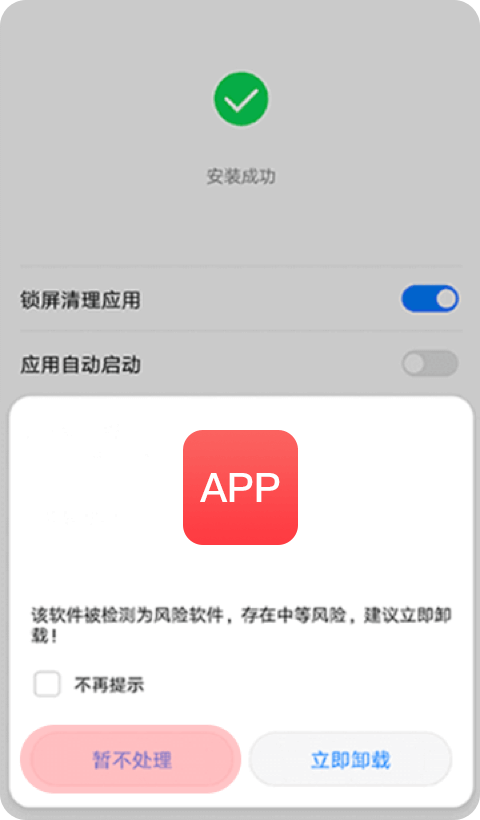 安装成功
锁屏清理应用
应用自动启动
APP
该软件被检测为风险软件，存在中等风险，建议立即卸
载！
不再提示
暂不处理
立即卸载